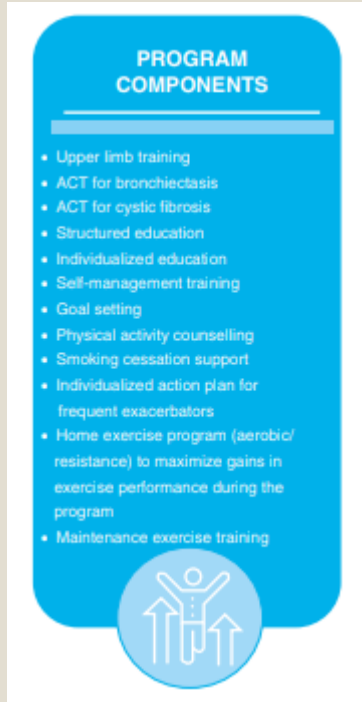 PROGRAM
COMPONENTS
• Upper limb training
• ACT for bronchiectasis
• ACT for cystic fibrosis
• Structured education
• Individualized education
• Self-management training
• Goal setting
• Physical activity counselling
• Smoking cessation support
• Individualized action plan for
frequent exacerbators
• Home exercise program (aerobic/
resistance) to maximize gains in
exercise performance during the
program
• Maintenance exercise training